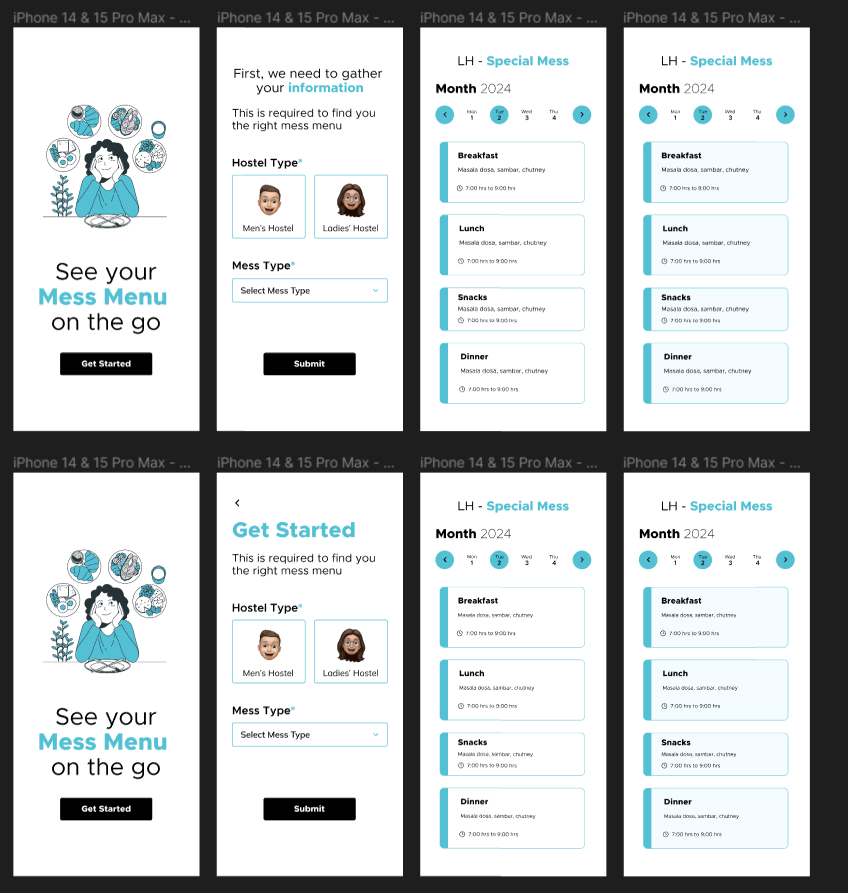 iPhone 14 & 15 Pro Max - ...
See your
Mess Menu
on the go
Get Started
iPhone 14 & 15 Pro Max - ...
First, we need to gather
your information
This is required to find you
the right mess menu
Hostel Type*
Men's Hostel
Ladies' Hostel
Mess Type*
Select Mess Type
Submit
iPhone 14 & 15 Pro Max - ...
LH - Special Mess
Month 2024
Mon Tue Wed Thu
1 2 3 4
Breakfast
Masala dosa, sambar, chutney
7:00 hrs to 9:00 hrs
Lunch
Masala dosa, sambar, chutney
7:00 hrs to 9:00 hrs
Snacks
Masala dosa, sambar, chutney
7:00 hrs to 9:00 hrs
Dinner
Masala dosa, sambar, chutney
7:00 hrs to 9:00 hrs
iPhone 14 & 15 Pro Max - ...
LH - Special Mess
Month 2024
Mon Tue Wed Thu
1 2 3 4
Breakfast
Masala dosa, sambar, chutney
7:00 hrs to 9:00 hrs
Lunch
Masala dosa, sambar, chutney
7:00 hrs to 9:00 hrs
Snacks
Masala dosa, sambar, chutney
7:00 hrs to 9:00 hrs
Dinner
Masala dosa, sambar, chutney
7:00 hrs to 9:00 hrs
iPhone 14 & 15 Pro Max - ...
See your
Mess Menu
on the go
Get Started
iPhone 14 & 15 Pro Max - ...
Get Started
This is required to find you
the right mess menu
Hostel Type*
Men's Hostel
Ladies' Hostel
Mess Type*
Select Mess Type
Submit
iPhone 14 & 15 Pro Max - ...
LH - Special Mess
Month 2024
Mon Tue Wed Thu
1 2 3 4
Breakfast
Masala dosa, sambar, chutney
7:00 hrs to 9:00 hrs
Lunch
Masala dosa, sambar, chutney
7:00 hrs to 9:00 hrs
Snacks
Masala dosa, sambar, chutney
7:00 hrs to 9:00 hrs
Dinner
Masala dosa, sambar, chutney
7:00 hrs to 9:00 hrs
iPhone 14 & 15 Pro Max - ...
LH - Special Mess
Month 2024
Mon Tue Wed Thu
1 2 3 4
Breakfast
Masala dosa, sambar, chutney
7:00 hrs to 9:00 hrs
Lunch
Masala dosa, sambar, chutney
7:00 hrs to 9:00 hrs
Snacks
Masala dosa, sambar, chutney
7:00 hrs to 9:00 hrs
Dinner
Masala dosa, sambar, chutney
7:00 hrs to 9:00 hrs